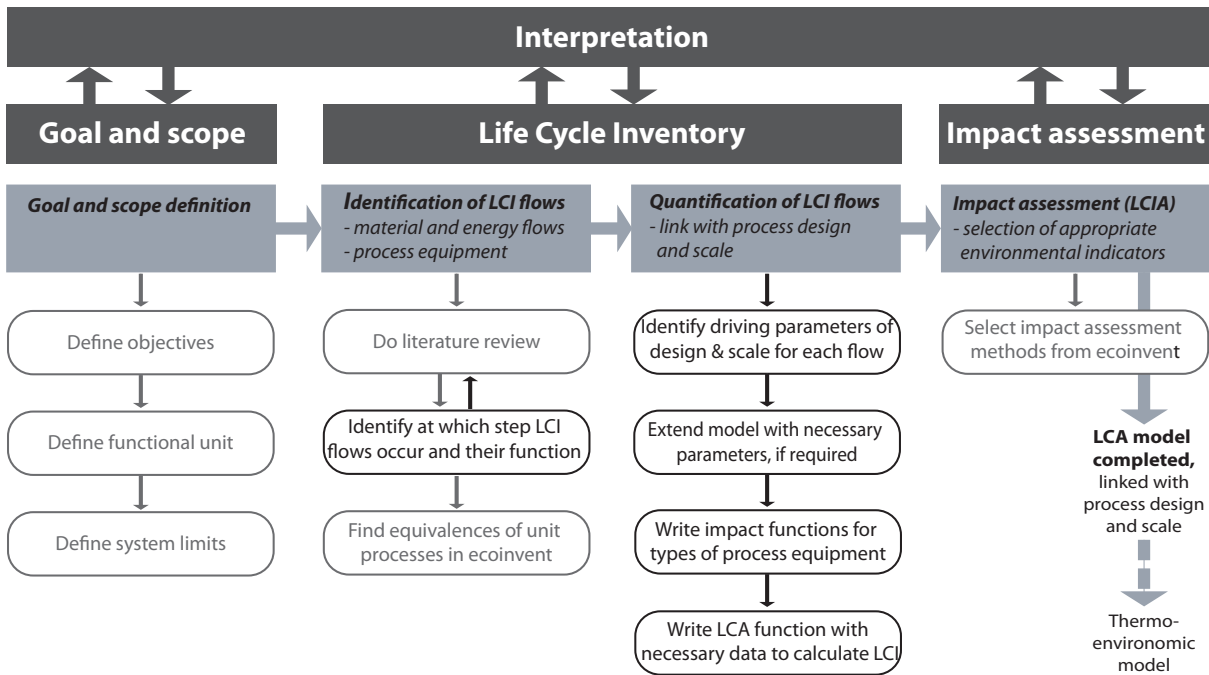 Interpretation
Goal and scope
Life Cycle Inventory
Impact assessment
Goal and scope definition
Identification of LCI flows
- material and energy flows
- process equipment
Quantification of LCI flows
- link with process design
and scale
Impact assessment (LCIA)
- selection of appropriate
environmental indicators
Define objectives
Define functional unit
Define system limits
Do literature review
Identify at which step LCI
flows occur and their function
Find equivalences of unit
processes in ecoinvent
Identify driving parameters of
design & scale for each flow
Extend model with necessary
parameters, if required
Write impact functions for
types of process equipment
Write LCA function with
necessary data to calculate LCI
Select impact assessment
methods from ecoinvent
LCA model
completed,
linked with
process design
and scale
Thermo-
environomic
model